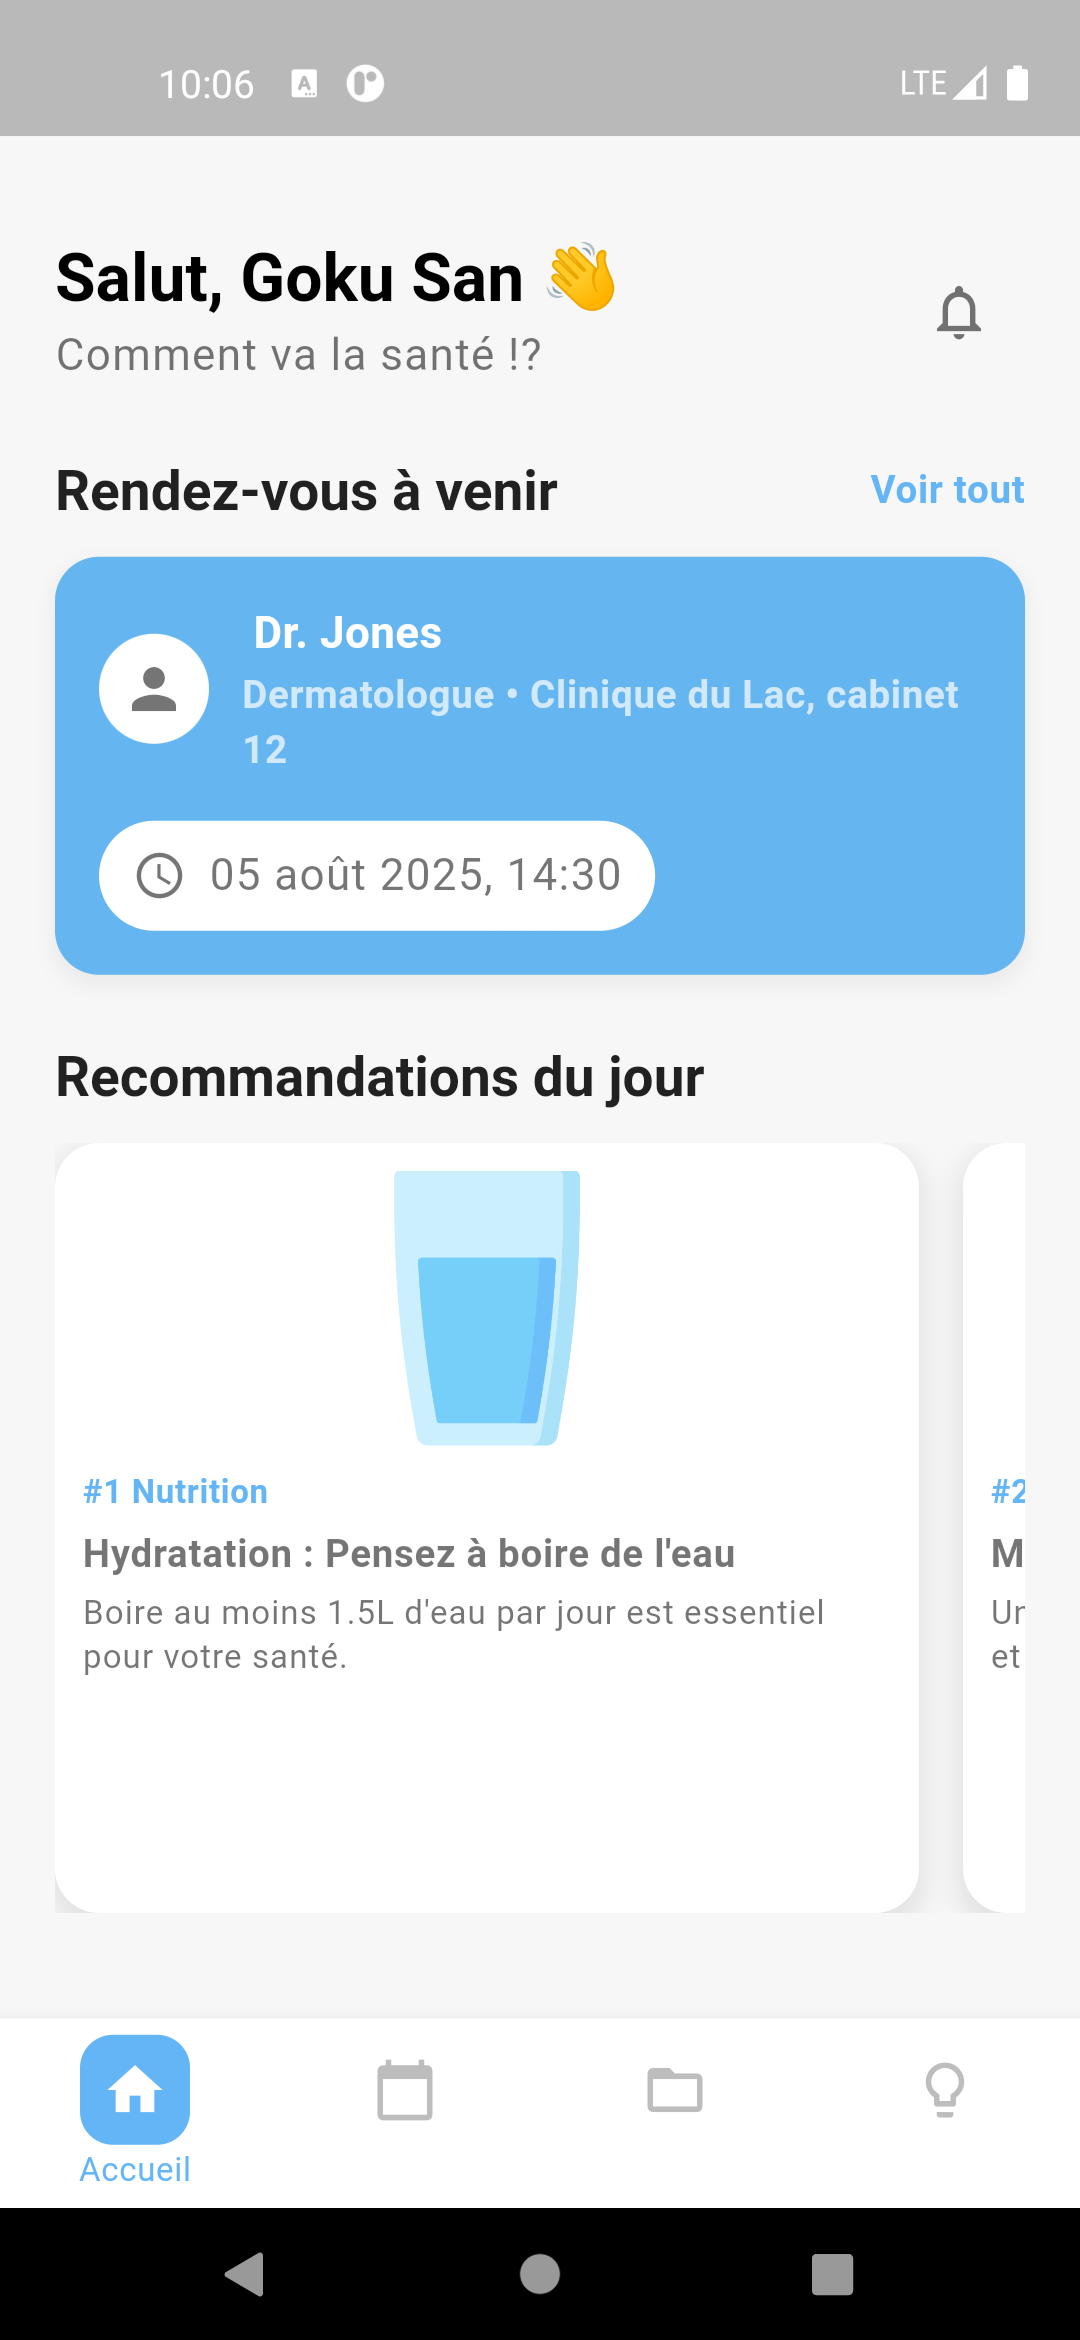 10:06
LTE
Salut, Goku San 👋
Comment va la santé !?
Rendez-vous à venir
Voir tout
Dr. Jones
Dermatologue • Clinique du Lac, cabinet
12
05 août 2025, 14:30
Recommandations du jour
#1 Nutrition
Hydratation : Pensez à boire de l'eau
Boire au moins 1.5L d'eau par jour est essentiel
pour votre santé.
#2
M
Un
et
Accueil